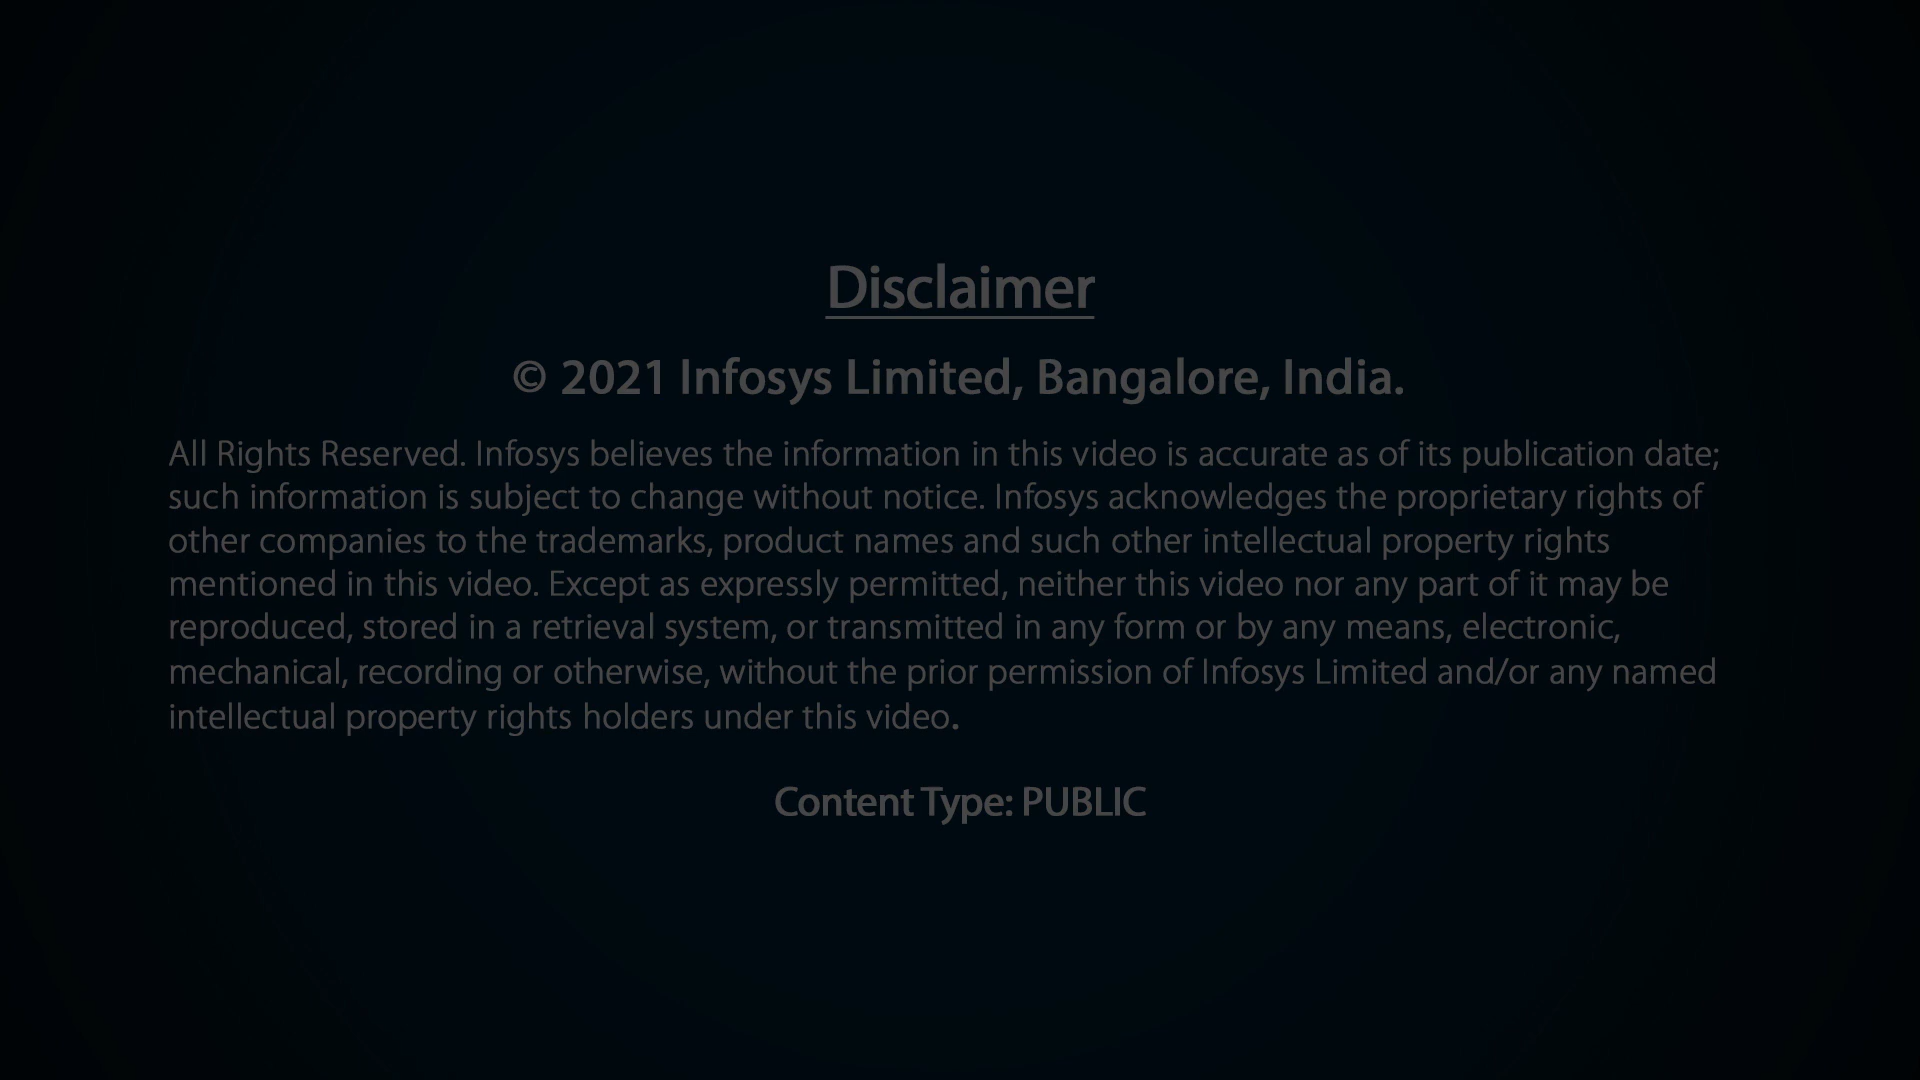 Disclaimer
© 2021 Infosys Limited, Bangalore, India.
All Rights Reserved. Infosys believes the information in this video is accurate as of its publication date;
such information is subject to change without notice. Infosys acknowledges the proprietary rights of
other companies to the trademarks, product names and such other intellectual property rights
mentioned in this video. Except as expressly permitted, neither this video nor any part of it may be
reproduced, stored in a retrieval system, or transmitted in any form or by any means, electronic,
mechanical, recording or otherwise, without the prior permission of Infosys Limited and/or any named
intellectual property rights holders under this video.
Content Type: PUBLIC